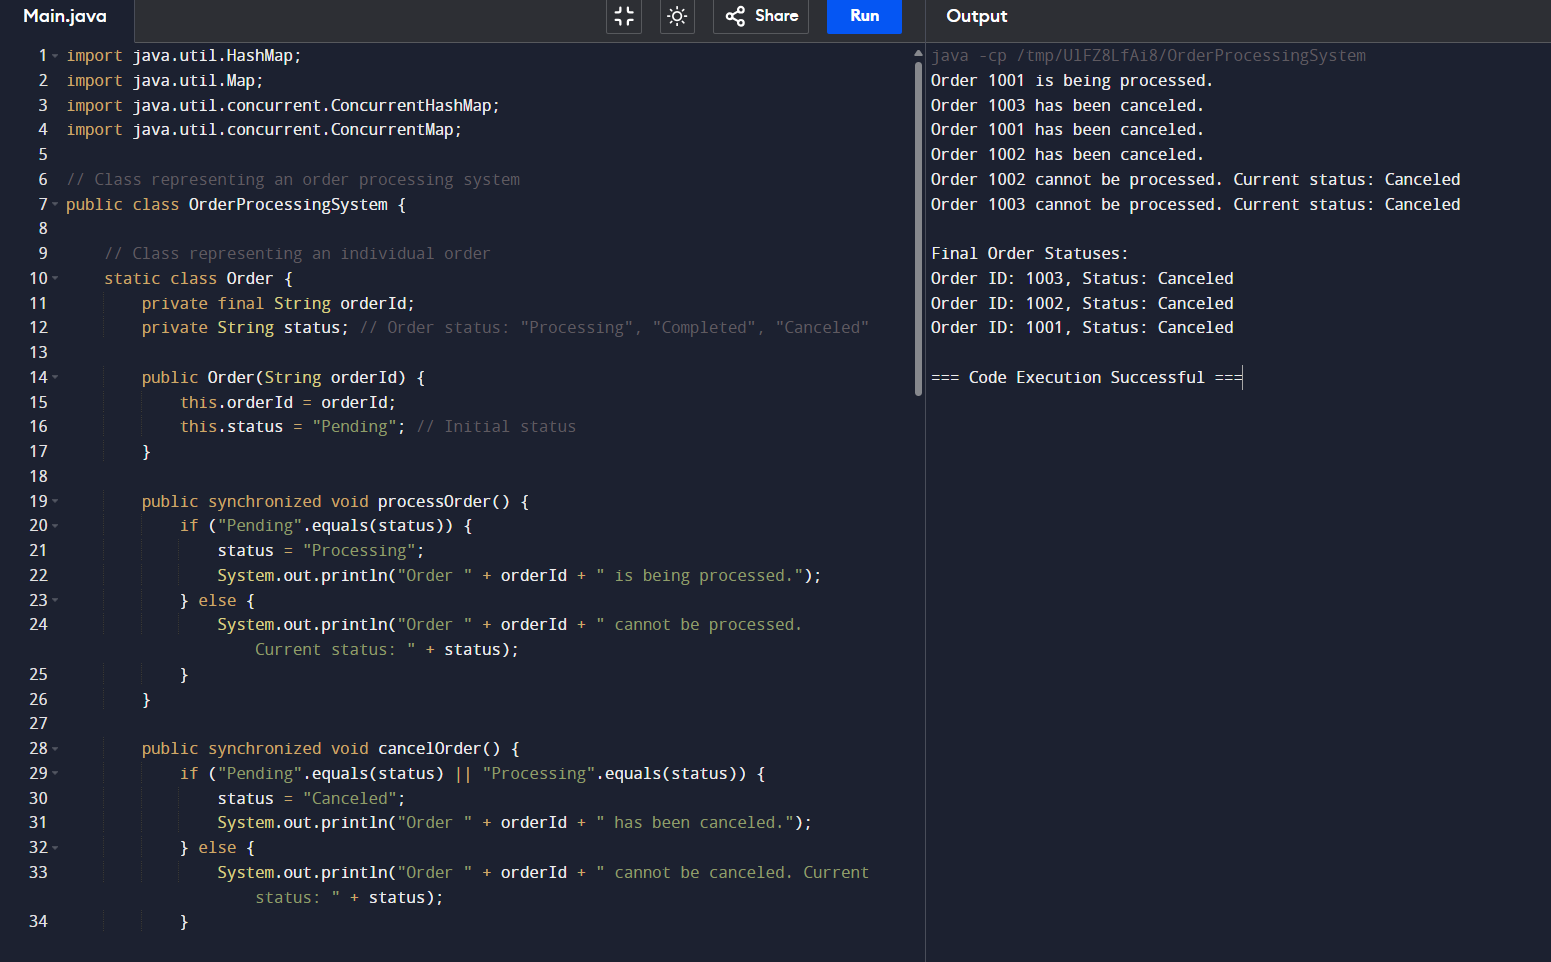 Main.java
Share
Run
Output
1 import java.util.HashMap;
2 import java.util.Map;
3 import java.util.concurrent.ConcurrentHashMap;
4 import java.util.concurrent.ConcurrentMap;
5
6 // Class representing an order processing system
7 public class OrderProcessingSystem {
8
9     // Class representing an individual order
10     static class Order {
11         private final String orderId;
12         private String status; // Order status: "Processing", "Completed", "Canceled"
13
14         public Order(String orderId) {
15             this.orderId = orderId;
16             this.status = "Pending"; // Initial status
17         }
18
19         public synchronized void processOrder() {
20             if ("Pending".equals(status)) {
21                 status = "Processing";
22                 System.out.println("Order " + orderId + " is being processed.");
23             } else {
24                 System.out.println("Order " + orderId + " cannot be processed.
                    Current status: " + status);
25             }
26         }
27
28         public synchronized void cancelOrder() {
29             if ("Pending".equals(status) || "Processing".equals(status)) {
30                 status = "Canceled";
31                 System.out.println("Order " + orderId + " has been canceled.");
32             } else {
33                 System.out.println("Order " + orderId + " cannot be canceled. Current
                    status: " + status);
34             }
java -cp /tmp/UlFZ8LfAi8/OrderProcessingSystem
Order 1001 is being processed.
Order 1003 has been canceled.
Order 1001 has been canceled.
Order 1002 has been canceled.
Order 1002 cannot be processed. Current status: Canceled
Order 1003 cannot be processed. Current status: Canceled

Final Order Statuses:
Order ID: 1003, Status: Canceled
Order ID: 1002, Status: Canceled
Order ID: 1001, Status: Canceled

=== Code Execution Successful ===